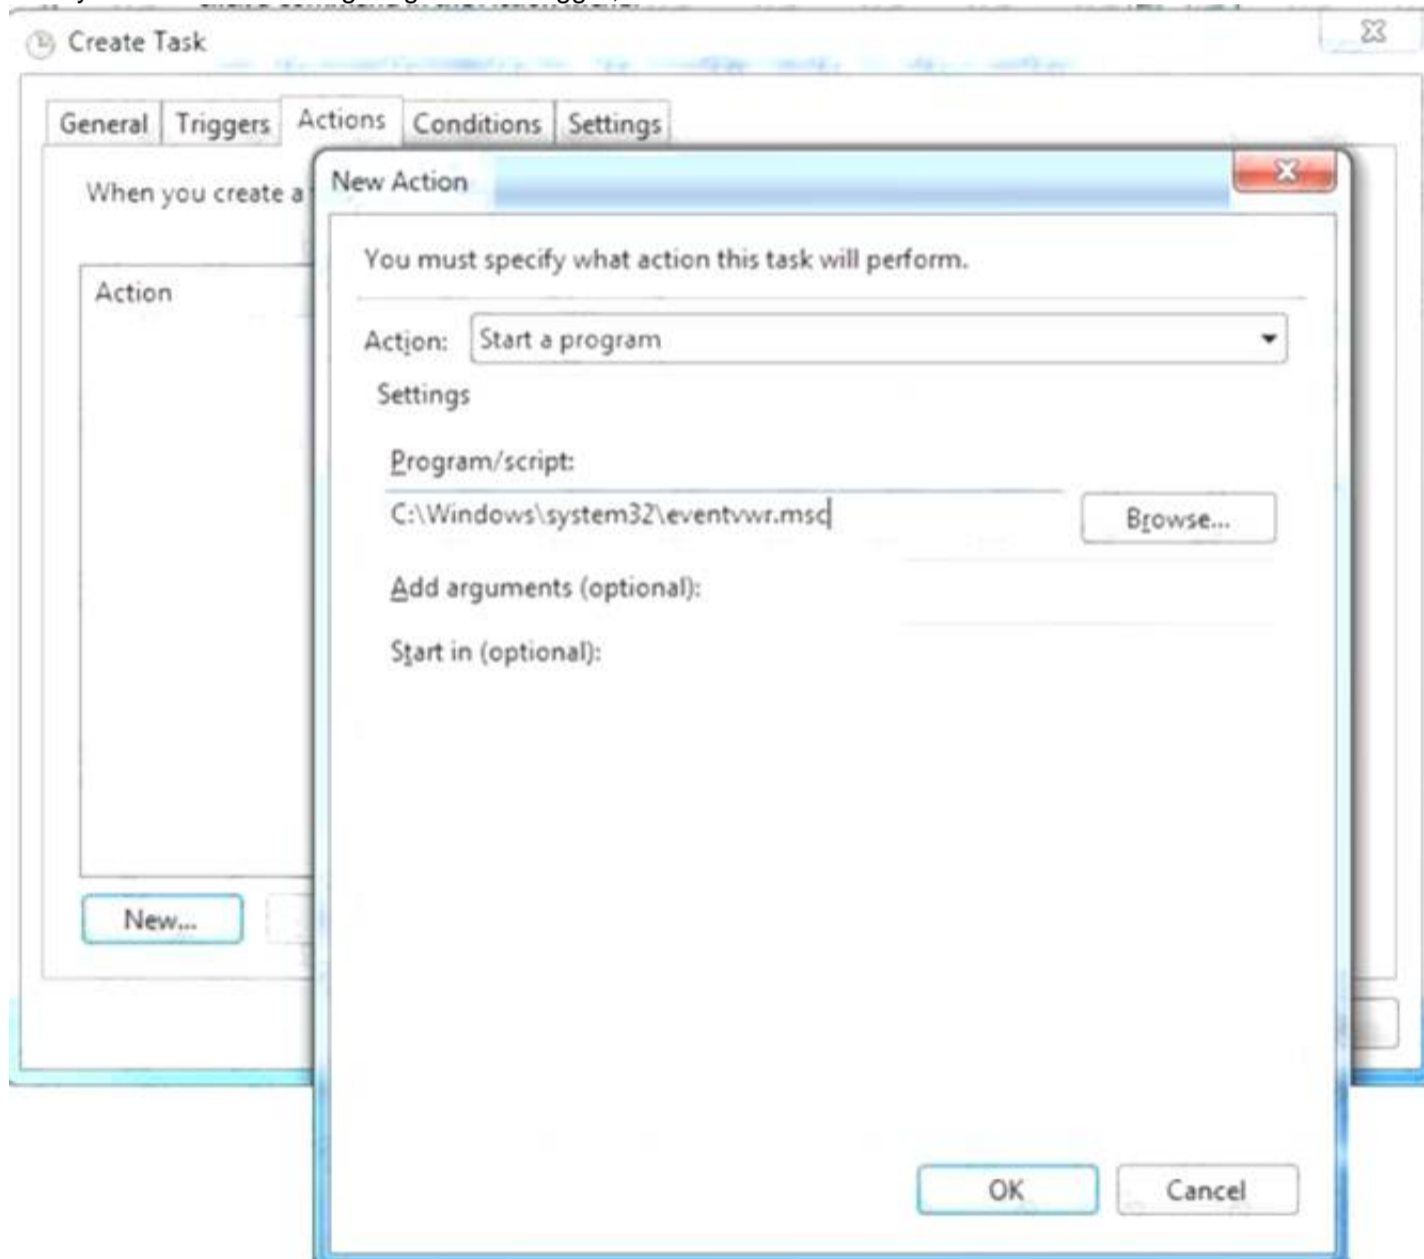 Create Task
General Triggers Actions Conditions Settings
When you create a
New Action
You must specify what action this task will perform.
Action
Action: Start a program
Settings
Program/script:
C:\Windows\system32\eventvwr.msc
Browse...
Add arguments (optional):
Start in (optional):
New...
OK Cancel